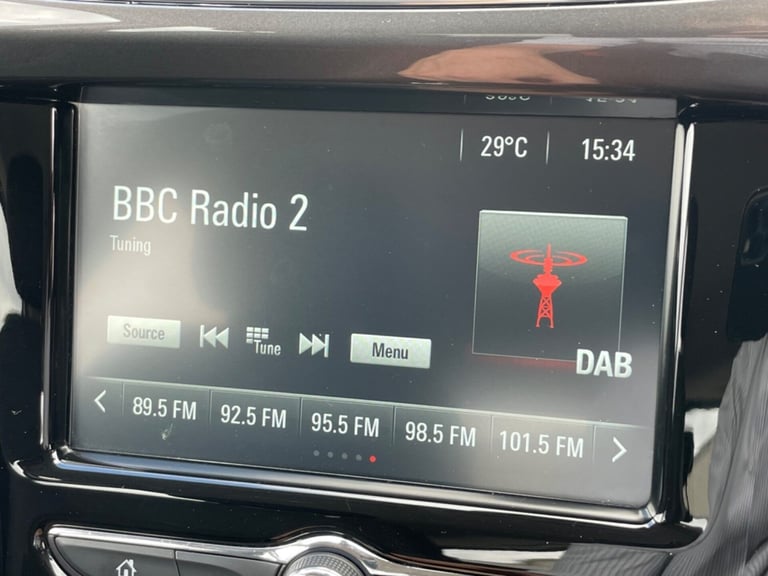 29°C 15:34
BBC Radio 2
Tuning
DAB
Source Tune Menu
89.5 FM 92.5 FM 95.5 FM 98.5 FM 101.5 FM